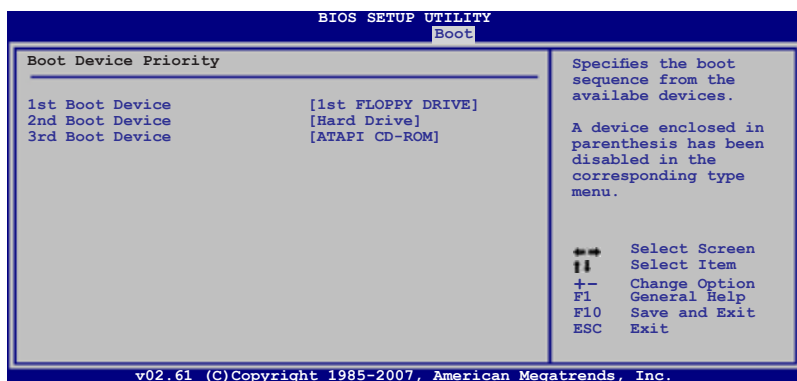 BIOS SETUP UTILITY
Boot
Boot Device Priority
1st Boot Device [1st FLOPPY DRIVE]
2nd Boot Device [Hard Drive]
3rd Boot Device [ATAPI CD-ROM]
Specifies the boot
sequence from the
availabe devices.
A device enclosed in
parenthesis has been
disabled in the
corresponding type
menu.
←→ Select Screen
↑↓ Select Item
+- Change Option
F1 General Help
F10 Save and Exit
ESC Exit
v02.61 (C)Copyright 1985-2007, American Megatrends, Inc.